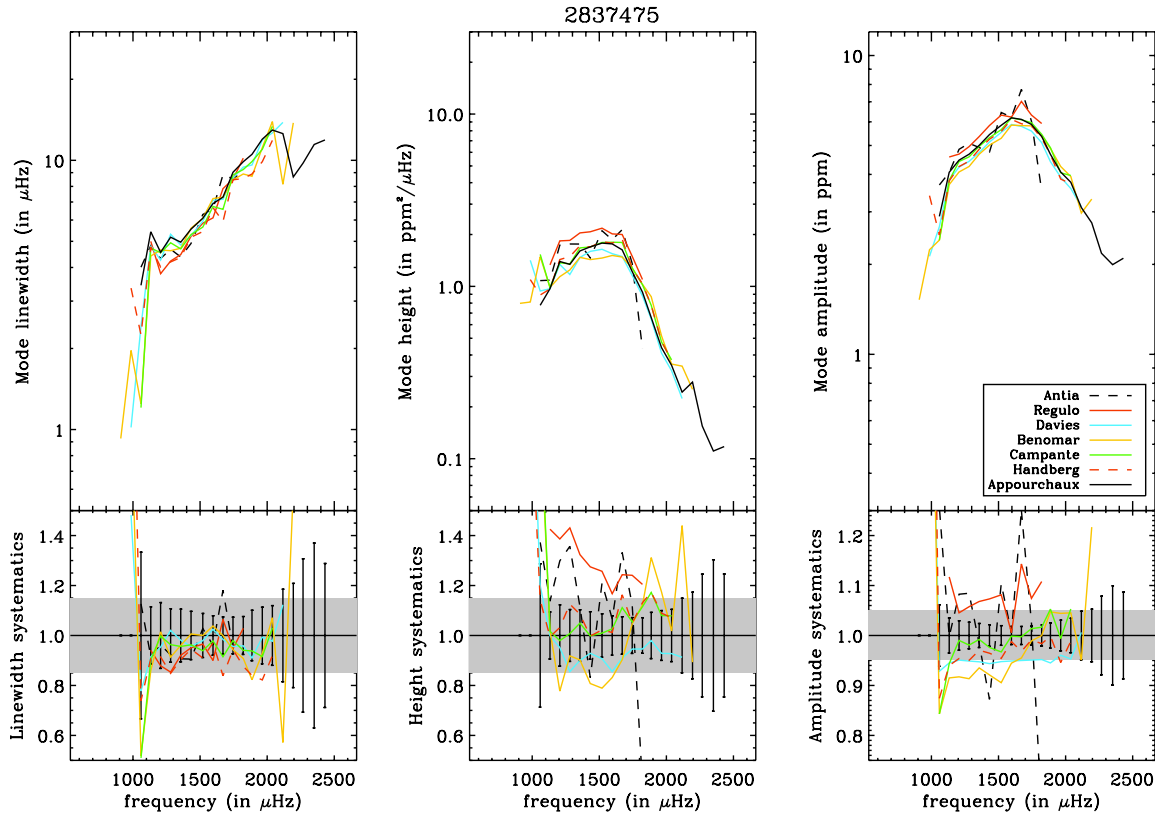 2837475
Mode linewidth (in μHz)
10
1
Mode height (in ppm²/μHz)
10.0
1.0
0.1
Mode amplitude (in ppm)
10
1
Antia
Regulo
Davies
Benomar
Campante
Handberg
Appourchaux
Linewidth systematics
1.4
1.2
1.0
0.8
0.6
1000 1500 2000 2500
frequency (in μHz)
Height systematics
1.4
1.2
1.0
0.8
0.6
1000 1500 2000 2500
frequency (in μHz)
Amplitude systematics
1.2
1.1
1.0
0.9
0.8
1000 1500 2000 2500
frequency (in μHz)